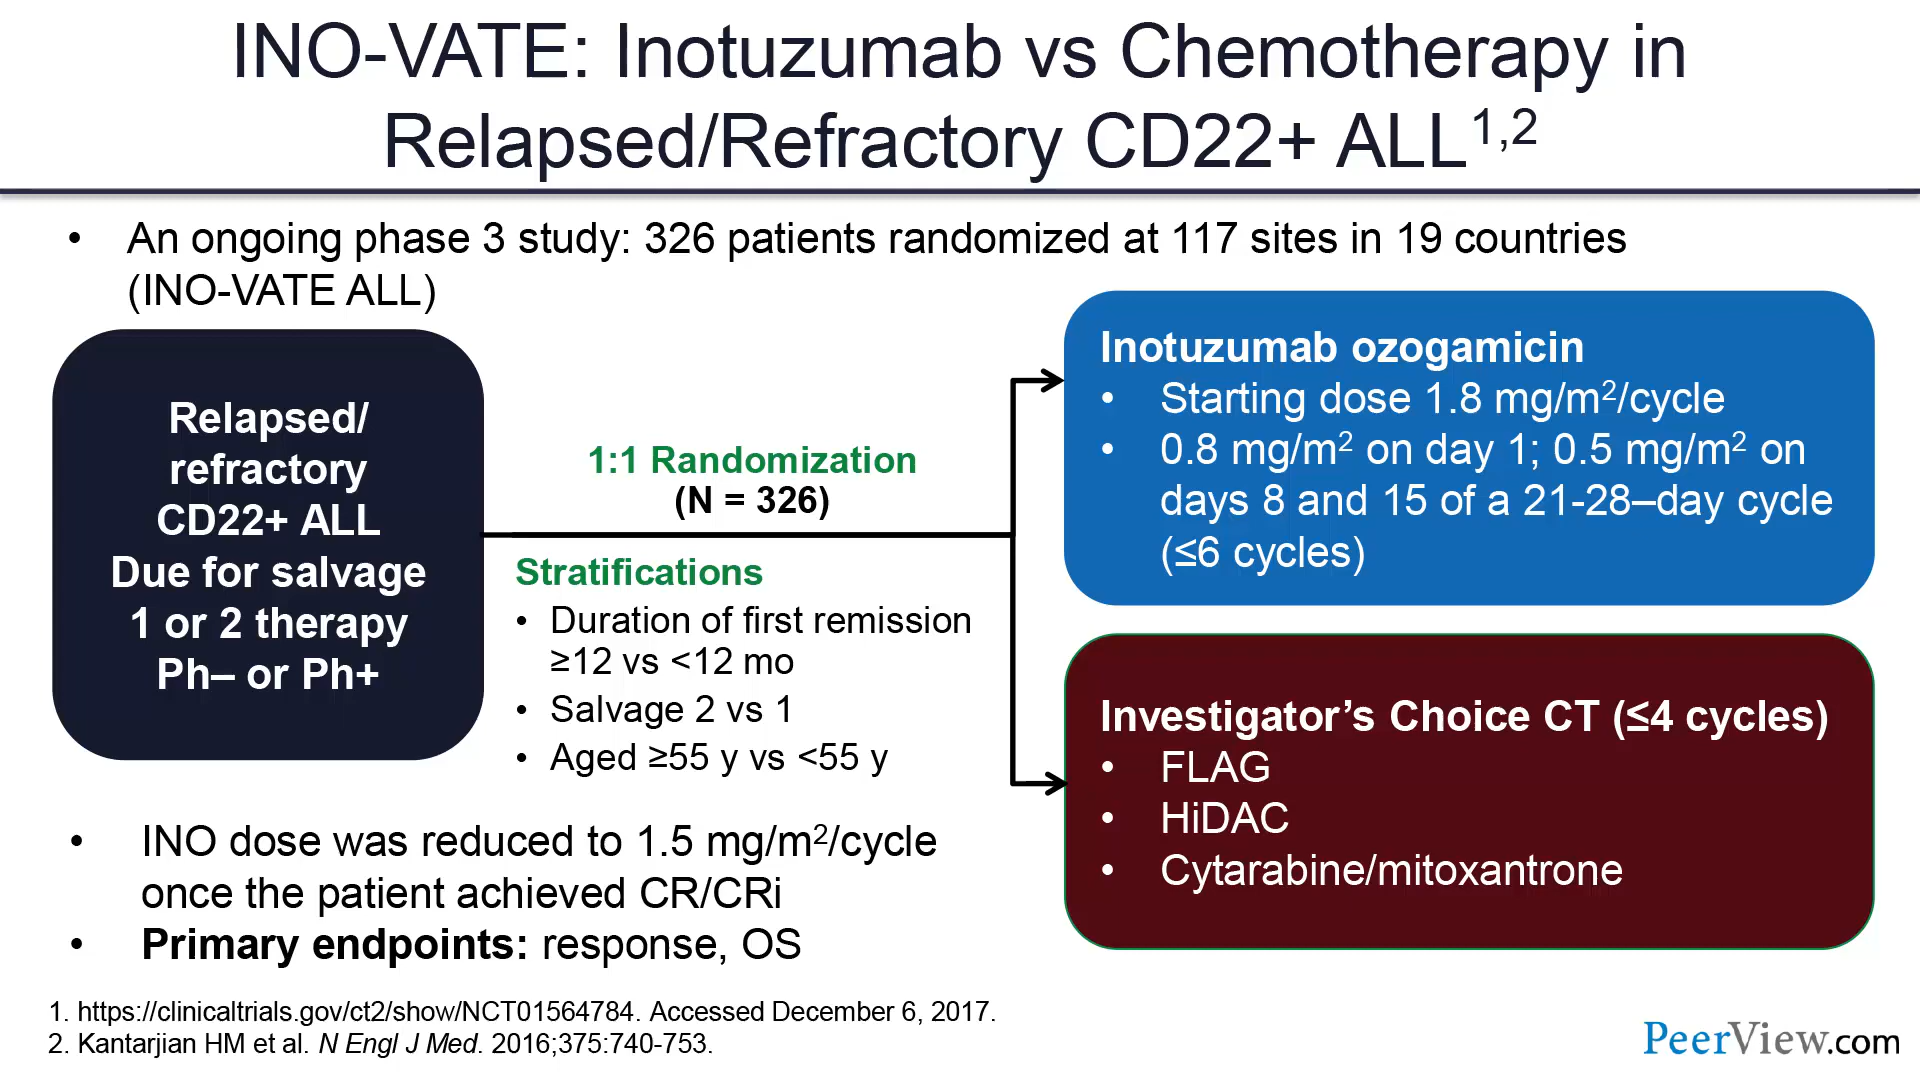 INO-VATE: Inotuzumab vs Chemotherapy in
Relapsed/Refractory CD22+ ALL1,2
• An ongoing phase 3 study: 326 patients randomized at 117 sites in 19 countries
(INO-VATE ALL)
Relapsed/
refractory
CD22+ ALL
Due for salvage
1 or 2 therapy
Ph– or Ph+
1:1 Randomization
(N = 326)
Stratifications
• Duration of first remission
≥12 vs <12 mo
• Salvage 2 vs 1
• Aged ≥55 y vs <55 y
Inotuzumab ozogamicin
• Starting dose 1.8 mg/m2/cycle
• 0.8 mg/m2 on day 1; 0.5 mg/m2 on
days 8 and 15 of a 21-28–day cycle
(≤6 cycles)
Investigator’s Choice CT (≤4 cycles)
• FLAG
• HiDAC
• Cytarabine/mitoxantrone
• INO dose was reduced to 1.5 mg/m2/cycle
once the patient achieved CR/CRi
• Primary endpoints: response, OS
1. https://clinicaltrials.gov/ct2/show/NCT01564784. Accessed December 6, 2017.
2. Kantarjian HM et al. N Engl J Med. 2016;375:740-753.
PeerView.com